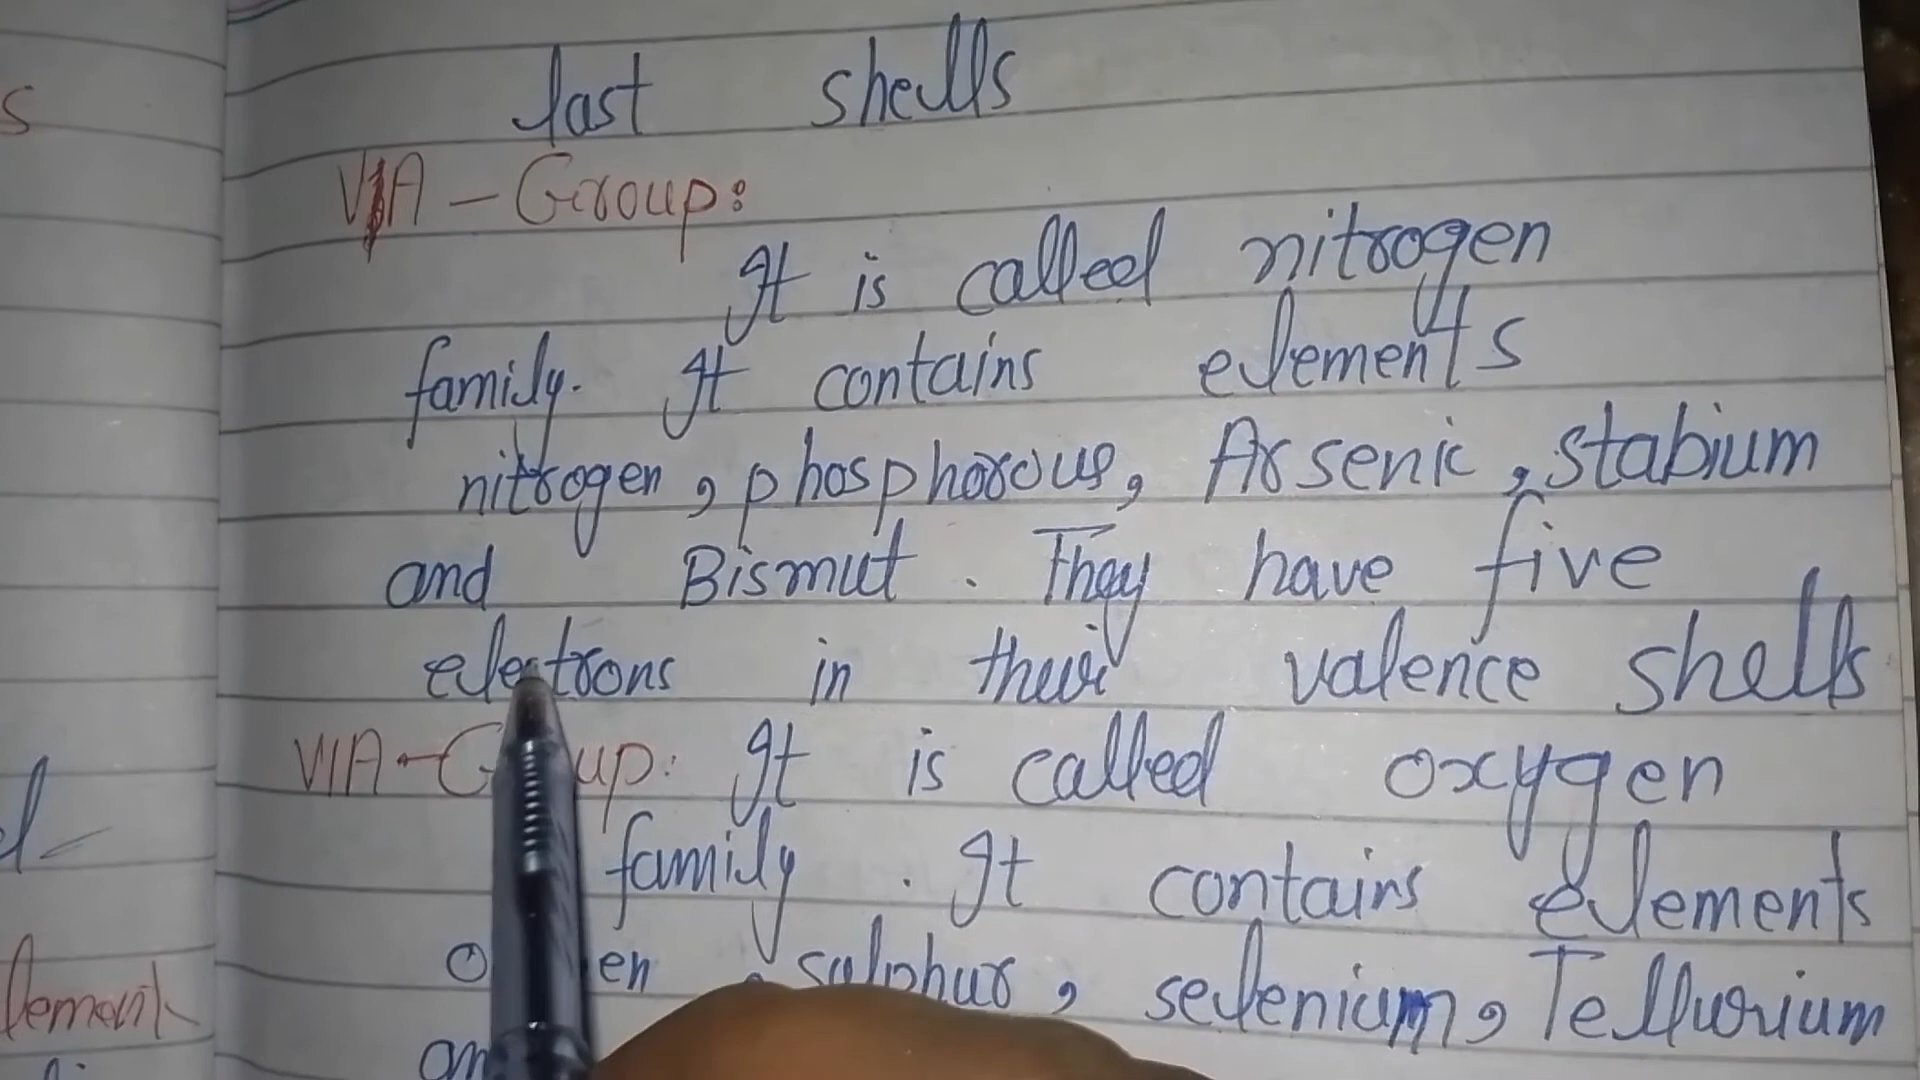 last shells
VA - Group:
It is called nitrogen
family. It contains elements
nitrogen, phosphorous, Arsenic, stabium
and Bismut. They have five
electrons in their valence shells
VIA - Group: It is called oxygen
family. It contains elements
sulphur, selenium, Tellurium